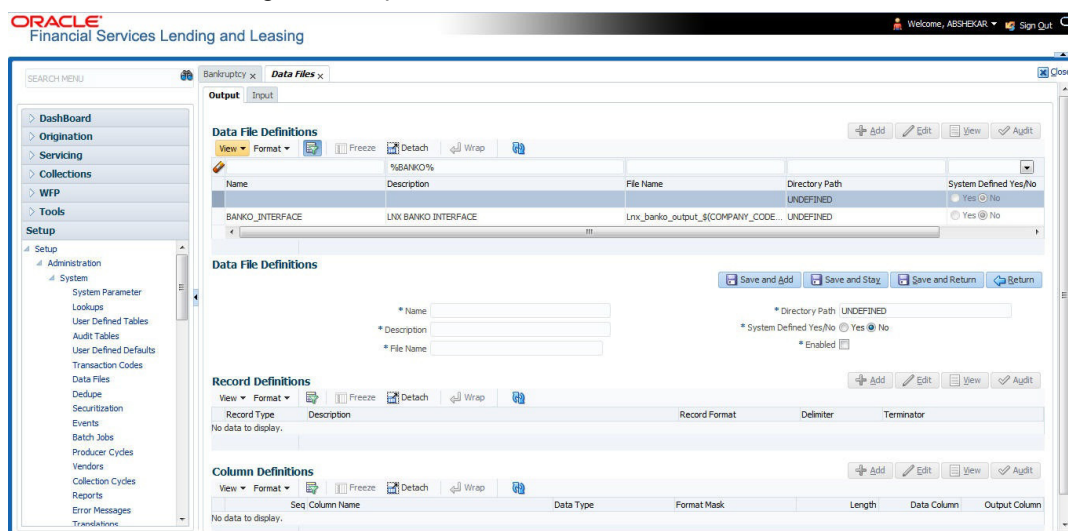 ORACLE
Financial Services Lending and Leasing
Welcome, ABSHEKAR
Sign Out
SEARCH MENU
DashBoard
Origination
Servicing
Collections
WFP
Tools
Setup
Setup
Administration
System
System Parameter
Lookups
User Defined Tables
Audit Tables
User Defined Defaults
Transaction Codes
Data Files
Dedupe
Securitization
Events
Batch Jobs
Producer Cycles
Vendors
Collection Cycles
Reports
Error Messages
Translations
Bankruptcy x Data Files x
Close
Output Input
Data File Definitions
Add Edit View Audit
View Format Freeze Detach Wrap
%BANKO%
Name Description File Name Directory Path System Defined Yes/No
UNDEFINED Yes No
BANKO_INTERFACE LNX BANKO INTERFACE Lnx_banko_output_$(COMPANY_CODE... UNDEFINED Yes No
Data File Definitions
Save and Add Save and Stay Save and Return Return
* Name
* Description
* File Name
* Directory Path UNDEFINED
* System Defined Yes/No Yes No
* Enabled
Record Definitions
Add Edit View Audit
View Format Freeze Detach Wrap
Record Type Description Record Format Delimiter Terminator
No data to display.
Column Definitions
Add Edit View Audit
View Format Freeze Detach Wrap
Seq Column Name Data Type Format Mask Length Data Column Output Column
No data to display.